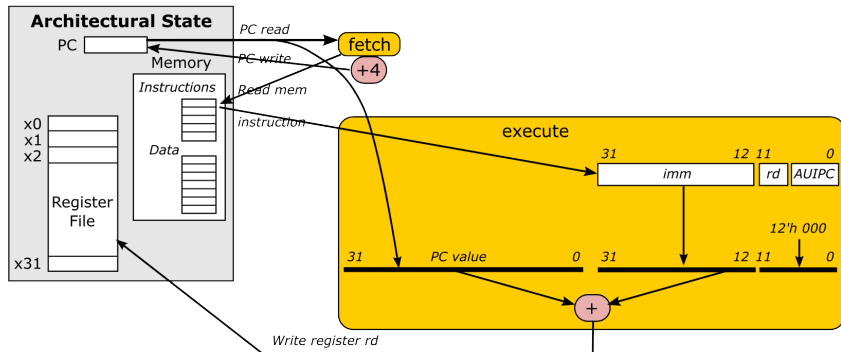 Architectural State
PC
PC read
fetch
PC write
+4
Memory
Instructions
Read mem
x0
x1
x2
instruction
Data
execute
31 12 11 0
imm rd AUIPC
Register
File
12'h 000
x31
31 PC value 0 31 12 11 0
+
Write register rd